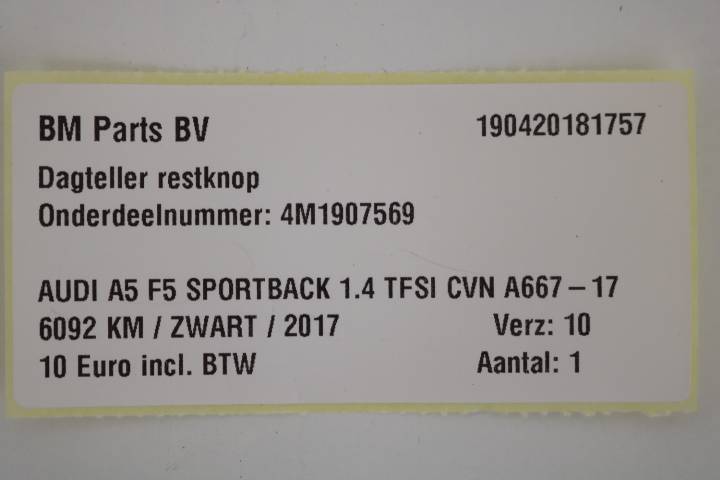 BM Parts BV 190420181757
Dagteller restknop
Onderdeelnummer: 4M1907569
AUDI A5 F5 SPORTBACK 1.4 TFSI CVN A667 – 17
6092 KM / ZWART / 2017 Verz: 10
10 Euro incl. BTW Aantal: 1